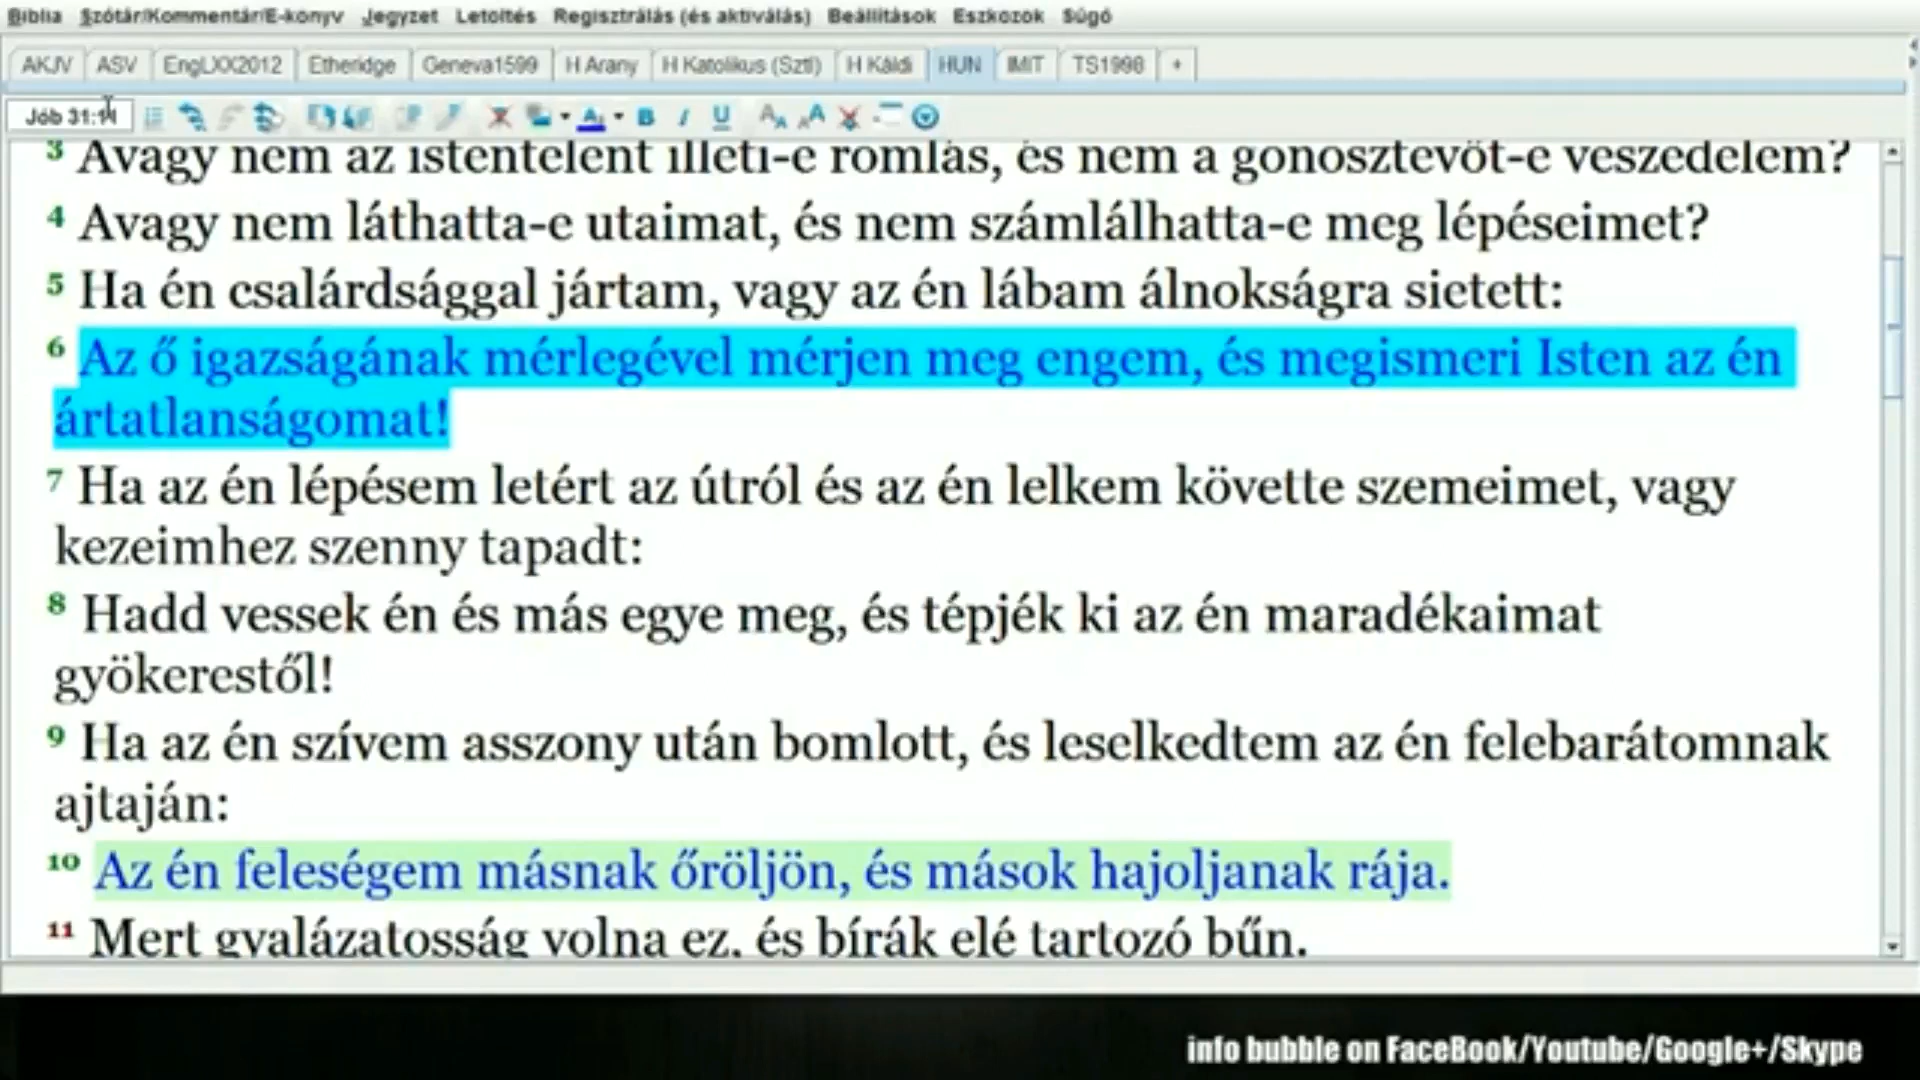 Biblia Szótár/Kommentár/E-könyv Jegyzet Letöltés Regisztrálás (és aktiválás) Beállítások Eszközök Súgó
AKJV ASV EngLXX2012 Etheridge Geneva1599 H Arany H Katolikus (SztI) H Káldi HUN IMIT TS1998 +
Jób 31:11
3 Avagy nem az istentelent illeti-e romlás, és nem a gonosztevőt-e veszedelem?
4 Avagy nem láthatta-e utaimat, és nem számlálhatta-e meg lépéseimet?
5 Ha én csalárdsággal jártam, vagy az én lábam álnokságra sietett:
6 Az ő igazságának mérlegével mérjen meg engem, és megismeri Isten az én
ártatlanságomat!
7 Ha az én lépésem letért az útról és az én lelkem követte szemeimet, vagy
kezeimhez szenny tapadt:
8 Hadd vessek én és más egye meg, és tépjék ki az én maradékaimat
gyökerestől!
9 Ha az én szívem asszony után bomlott, és leselkedtem az én felebarátomnak
ajtaján:
10 Az én feleségem másnak őröljön, és mások hajoljanak rája.
11 Mert gyalázatosság volna ez, és bírák elé tartozó bűn.
info bubble on FaceBook/Youtube/Google+/Skype